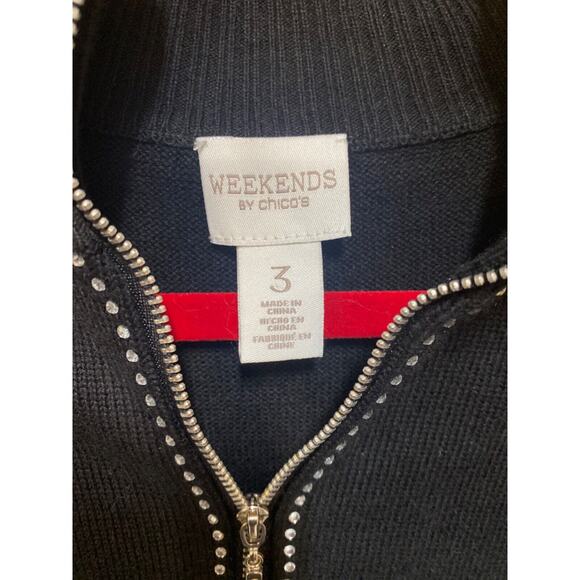 WEEKENDS
BY chico's
3
MADE IN
CHINA
HECHO EN
CHINA
FABRIQUÉ EN
CHINE